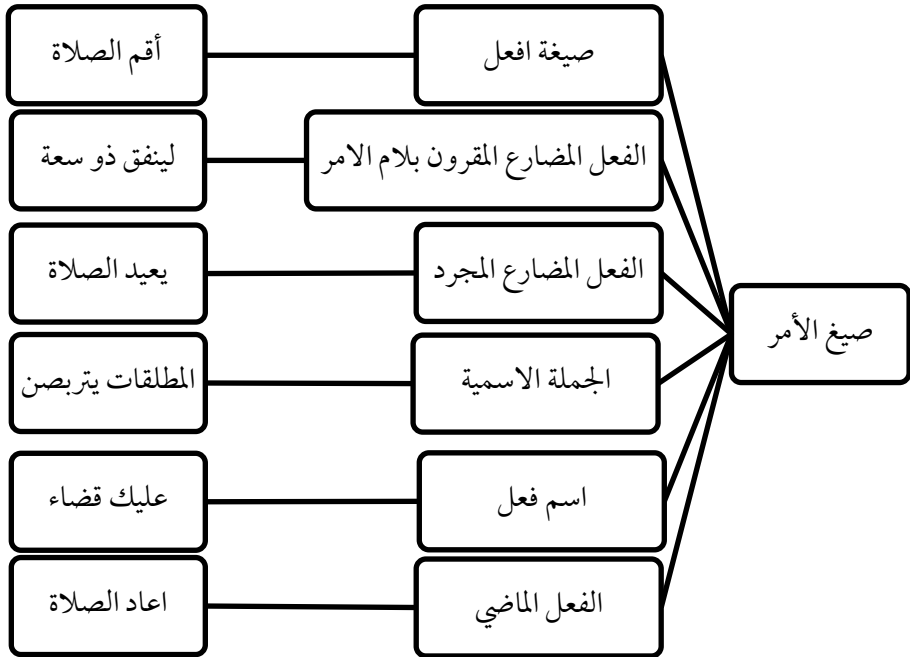 صيغ الأمر
صيغة افعل
أقم الصلاة
الفعل المضارع المقرون بلام الامر
لينفق ذو سعة
الفعل المضارع المجرد
يعيد الصلاة
الجملة الاسمية
المطلقات يتربصن
اسم فعل
عليك قضاء
الفعل الماضي
اعاد الصلاة